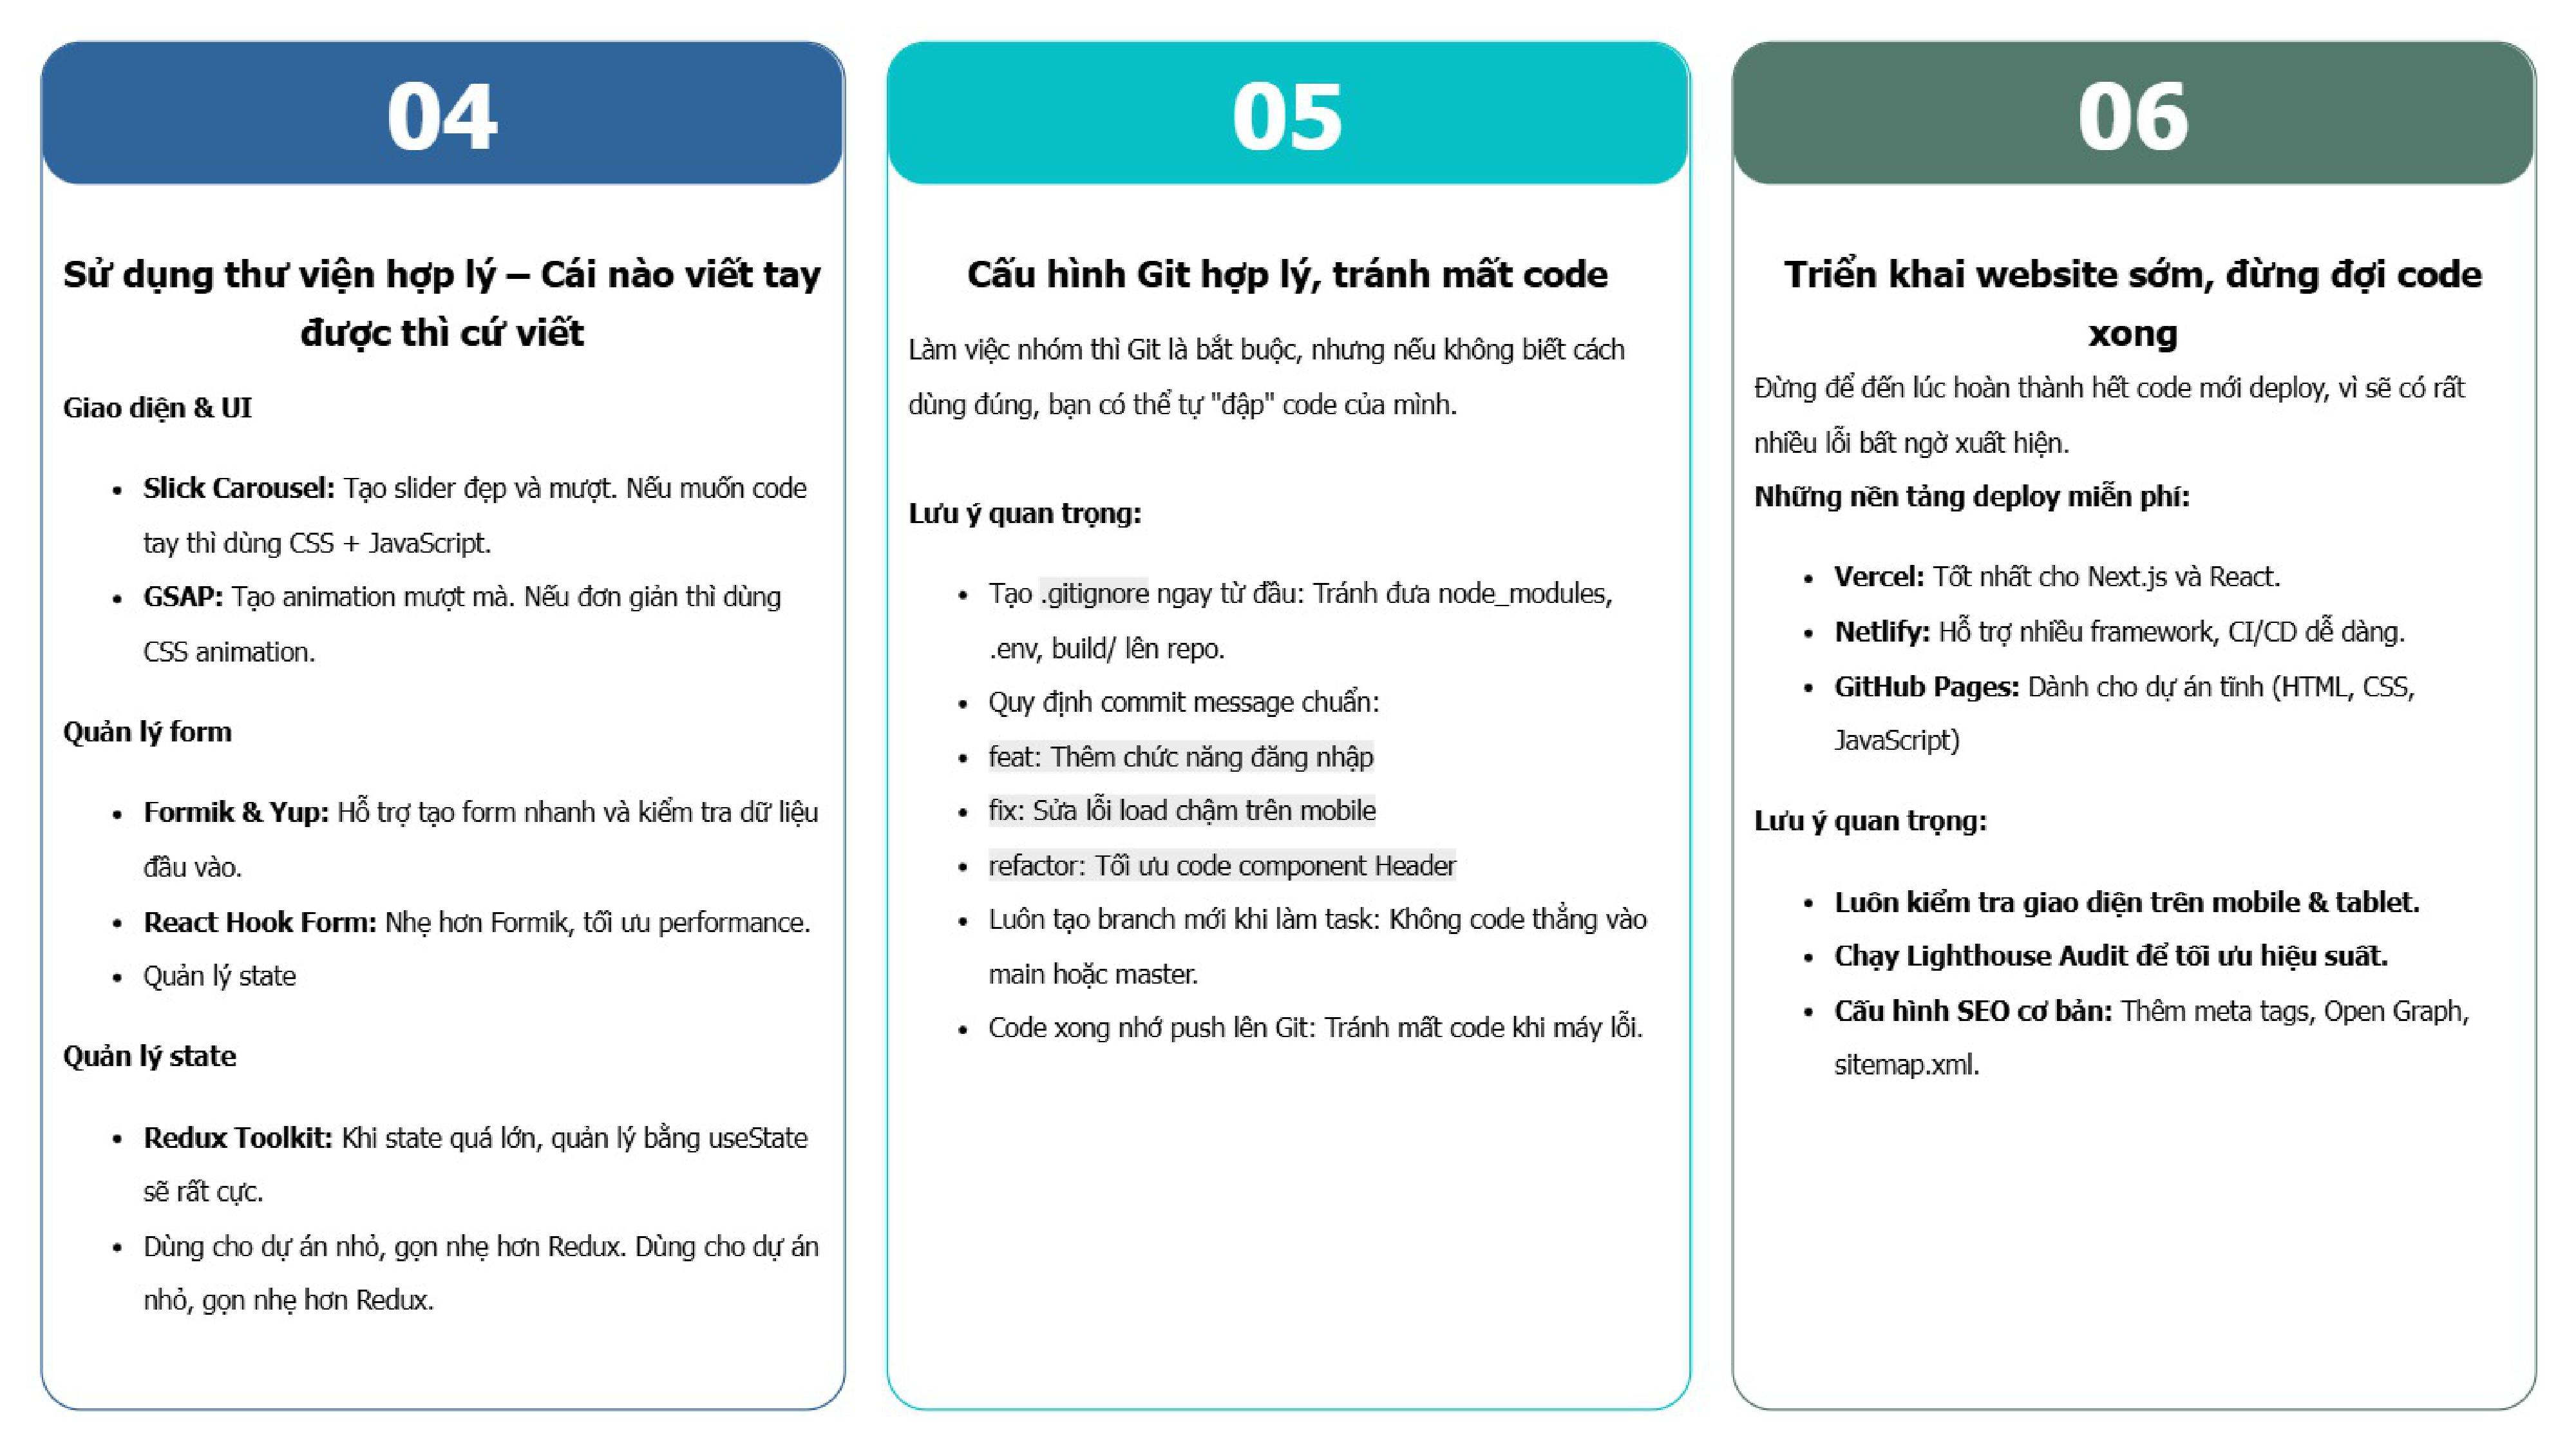 04
Sử dụng thư viện hợp lý – Cái nào viết tay
được thì cứ viết
Giao diện & UI
• Slick Carousel: Tạo slider đẹp và mượt. Nếu muốn code
tay thì dùng CSS + JavaScript.
• GSAP: Tạo animation mượt mà. Nếu đơn giản thì dùng
CSS animation.
Quản lý form
• Formik & Yup: Hỗ trợ tạo form nhanh và kiểm tra dữ liệu
đầu vào.
• React Hook Form: Nhẹ hơn Formik, tối ưu performance.
• Quản lý state
Quản lý state
• Redux Toolkit: Khi state quá lớn, quản lý bằng useState
sẽ rất cực.
• Dùng cho dự án nhỏ, gọn nhẹ hơn Redux. Dùng cho dự án
nhỏ, gọn nhẹ hơn Redux.
05
Cấu hình Git hợp lý, tránh mất code
Làm việc nhóm thì Git là bắt buộc, nhưng nếu không biết cách
dùng đúng, bạn có thể tự "đập" code của mình.
Lưu ý quan trọng:
• Tạo .gitignore ngay từ đầu: Tránh đưa node_modules,
.env, build/ lên repo.
• Quy định commit message chuẩn:
• feat: Thêm chức năng đăng nhập
• fix: Sửa lỗi load chậm trên mobile
• refactor: Tối ưu code component Header
• Luôn tạo branch mới khi làm task: Không code thẳng vào
main hoặc master.
• Code xong nhớ push lên Git: Tránh mất code khi máy lỗi.
06
Triển khai website sớm, đừng đợi code
xong
Đừng để đến lúc hoàn thành hết code mới deploy, vì sẽ có rất
nhiều lỗi bất ngờ xuất hiện.
Những nền tảng deploy miễn phí:
• Vercel: Tốt nhất cho Next.js và React.
• Netlify: Hỗ trợ nhiều framework, CI/CD dễ dàng.
• GitHub Pages: Dành cho dự án tĩnh (HTML, CSS,
JavaScript)
Lưu ý quan trọng:
• Luôn kiểm tra giao diện trên mobile & tablet.
• Chạy Lighthouse Audit để tối ưu hiệu suất.
• Cấu hình SEO cơ bản: Thêm meta tags, Open Graph,
sitemap.xml.